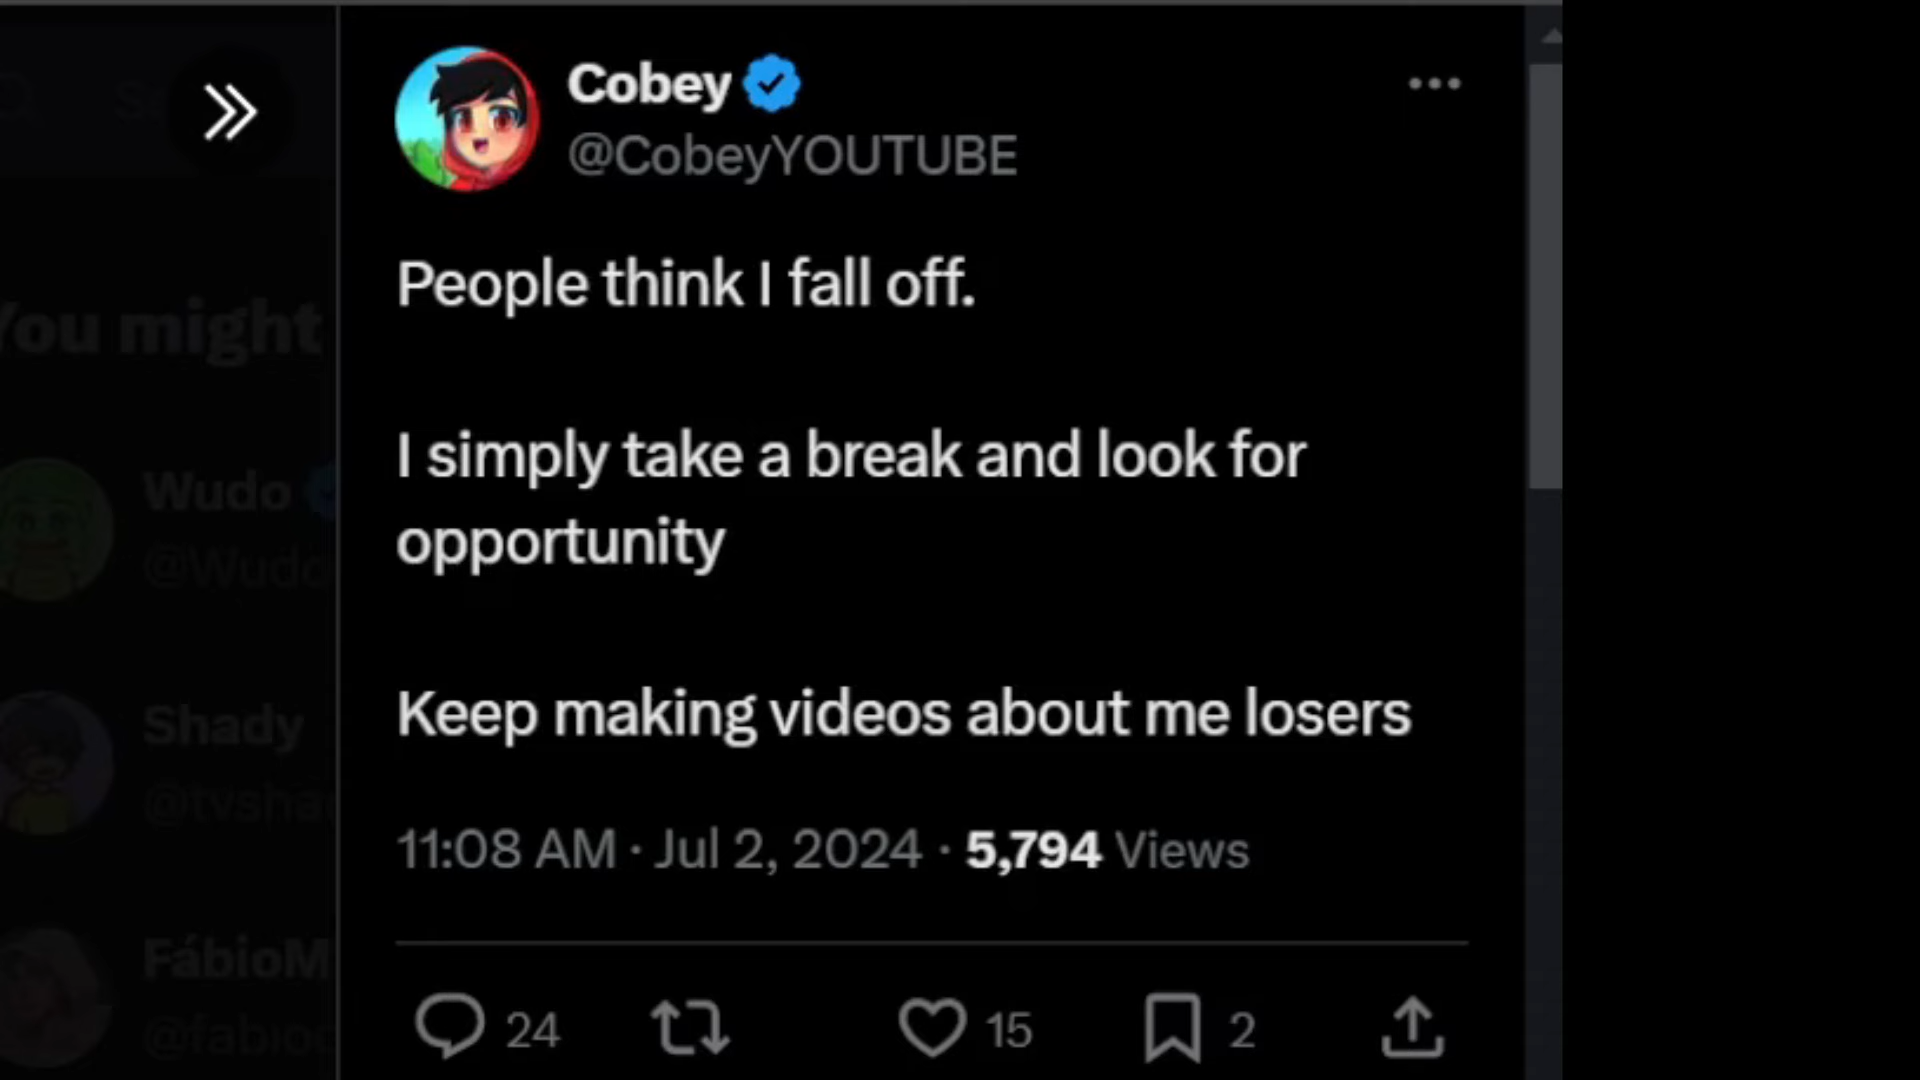 Cobey
@CobeyYOUTUBE
People think I fall off.
I simply take a break and look for
opportunity
Keep making videos about me losers
11:08 AM · Jul 2, 2024 · 5,794 Views
24 15 2
You might
Wudo
@Wudo
Shady
@tvsha
FábioM
@fabio